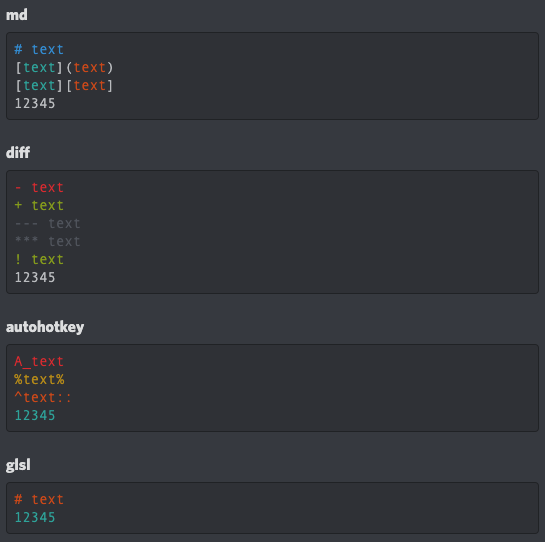 md
# text
[text](text)
[text][text]
12345
diff
- text
+ text
--- text
*** text
! text
12345
autohotkey
A_text
%text%
^text::
12345
glsl
# text
12345